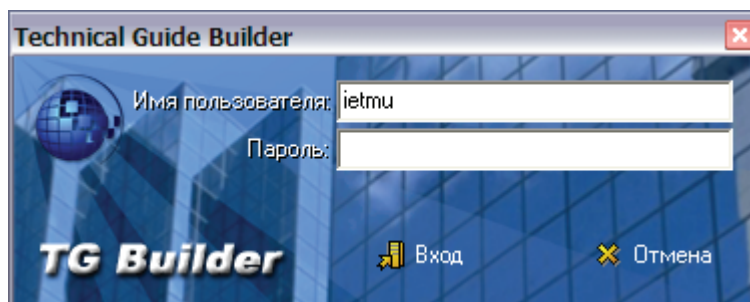 Technical Guide Builder
Имя пользователя: ietmu
Пароль:
TG Builder Вход Отмена